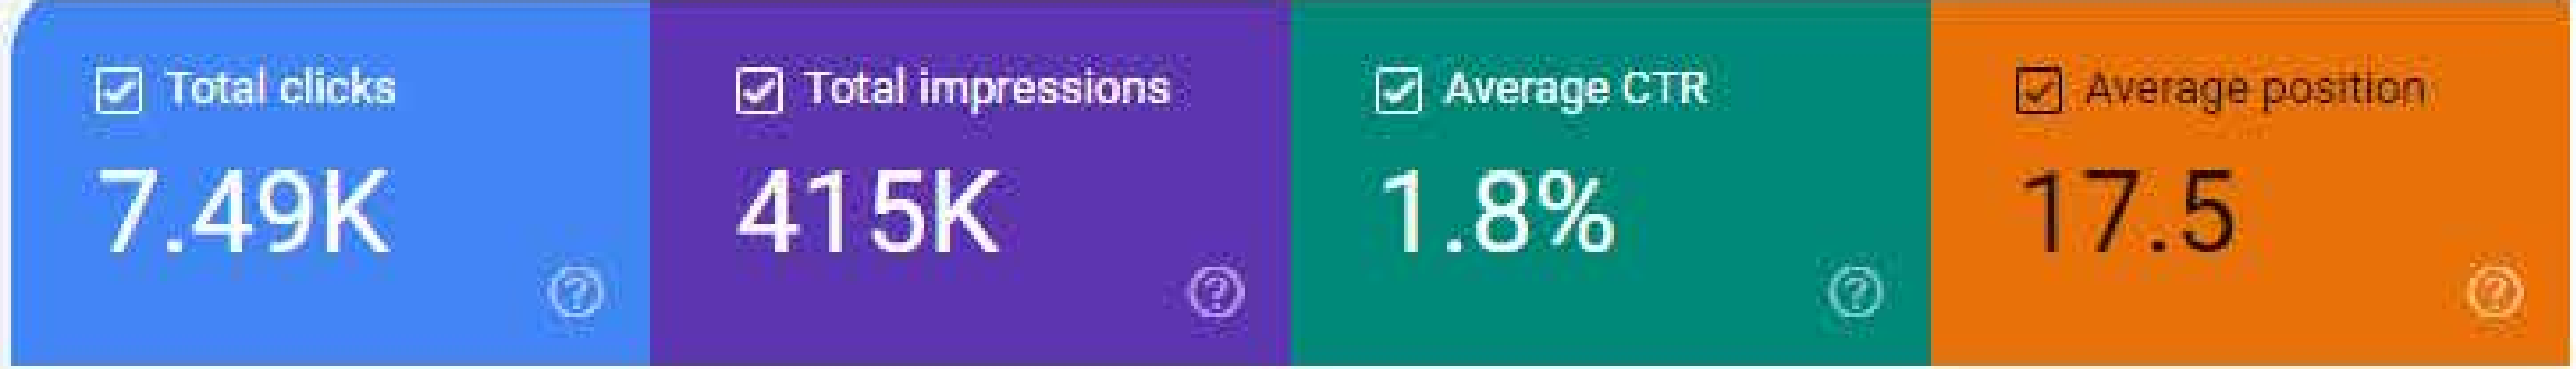 Total clicks
7.49K
Total impressions
415K
Average CTR
1.8%
Average position
17.5